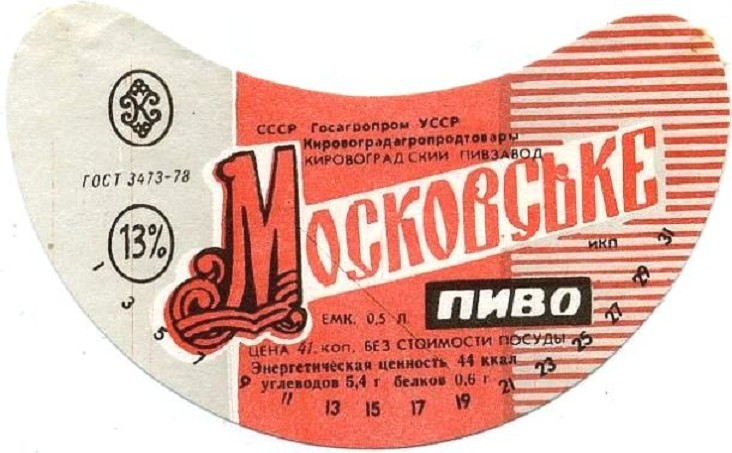 К
СССР Госагропром УССР
Кировоградагропродтовары
КИРОВОГРАДСКИЙ ПИВЗАВОД
ГОСТ 3473-78
13%
МОСКОВСЬКЕ
ИКП
ПИВО
ЕМК. 0,5 Л.
ЦЕНА 41 коп. БЕЗ СТОИМОСТИ ПОСУДЫ
Энергетическая ценность 44 ккал
углеводов 5,4 г белков 0,6 г
1 3 5 7 9 11 13 15 17 19 21 23 25 27 29 31